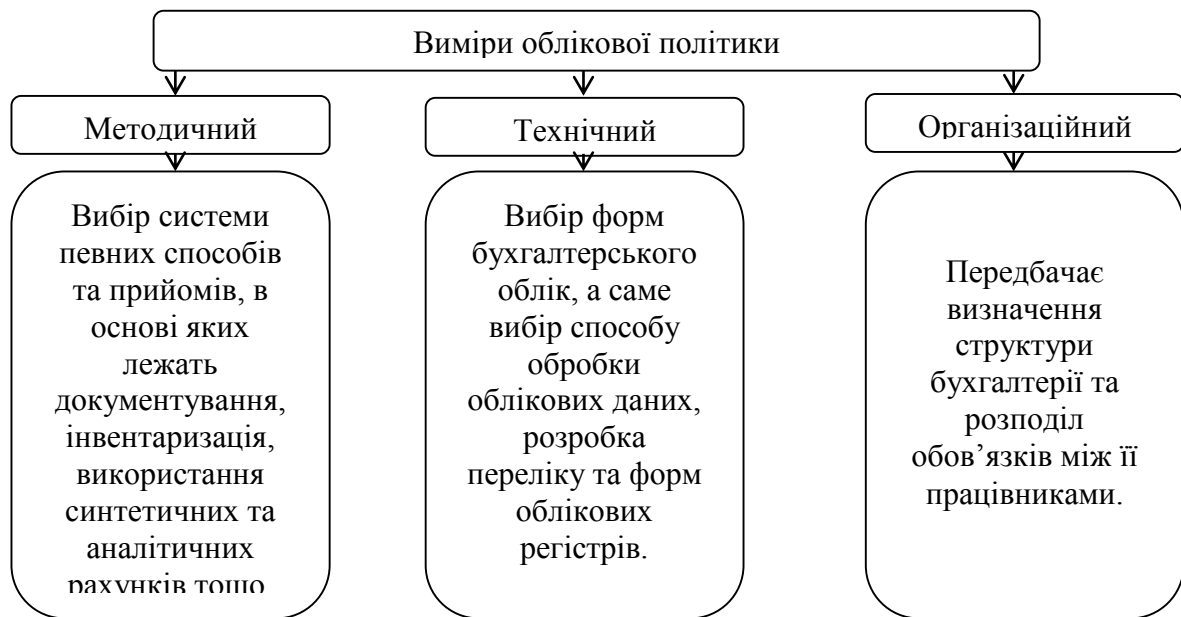 Виміри облікової політики
Методичний
Технічний
Організаційний
Вибір системи
певних способів
та прийомів, в
основі яких
лежать
документування,
інвентаризація,
використання
синтетичних та
аналітичних
рахунків тощо.
Вибір форм
бухгалтерського
облік, а саме
вибір способу
обробки
облікових даних,
розробка
переліку та форм
облікових
регістрів.
Передбачає
визначення
структури
бухгалтерії та
розподіл
обов’язків між її
працівниками.